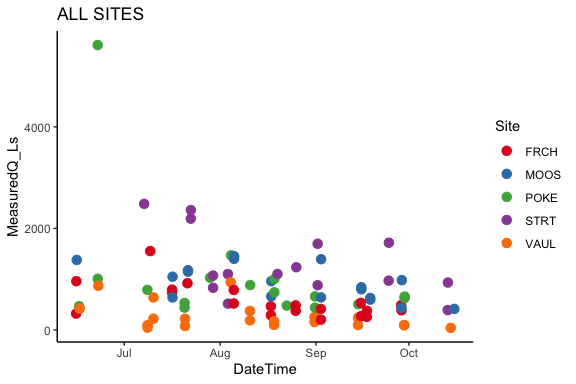 ALL SITES
MeasuredQ_Ls
4000
2000
0
Jul
Aug
Sep
Oct
DateTime
Site
FRCH
MOOS
POKE
STRT
VAUL